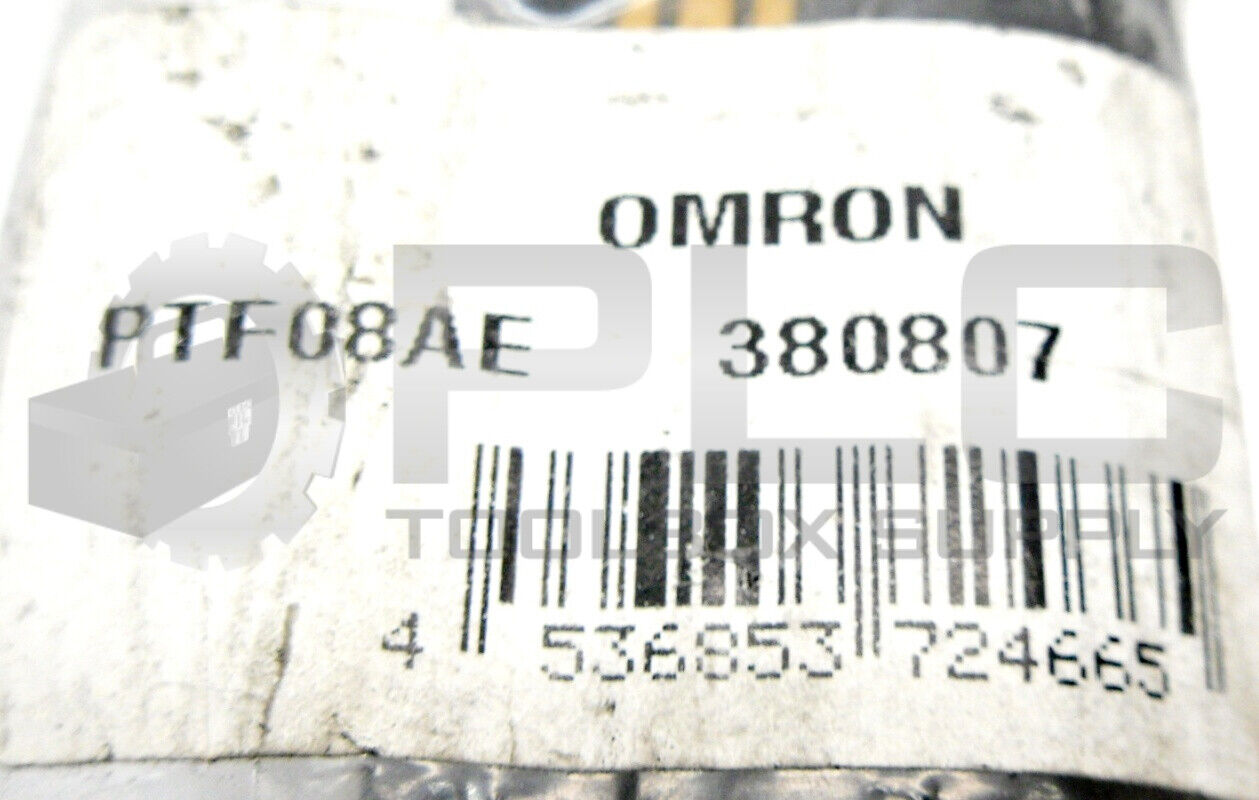 OMRON
PTF08AE 380807
PLC
TOOLBOX SUPPLY
4 536853 724665